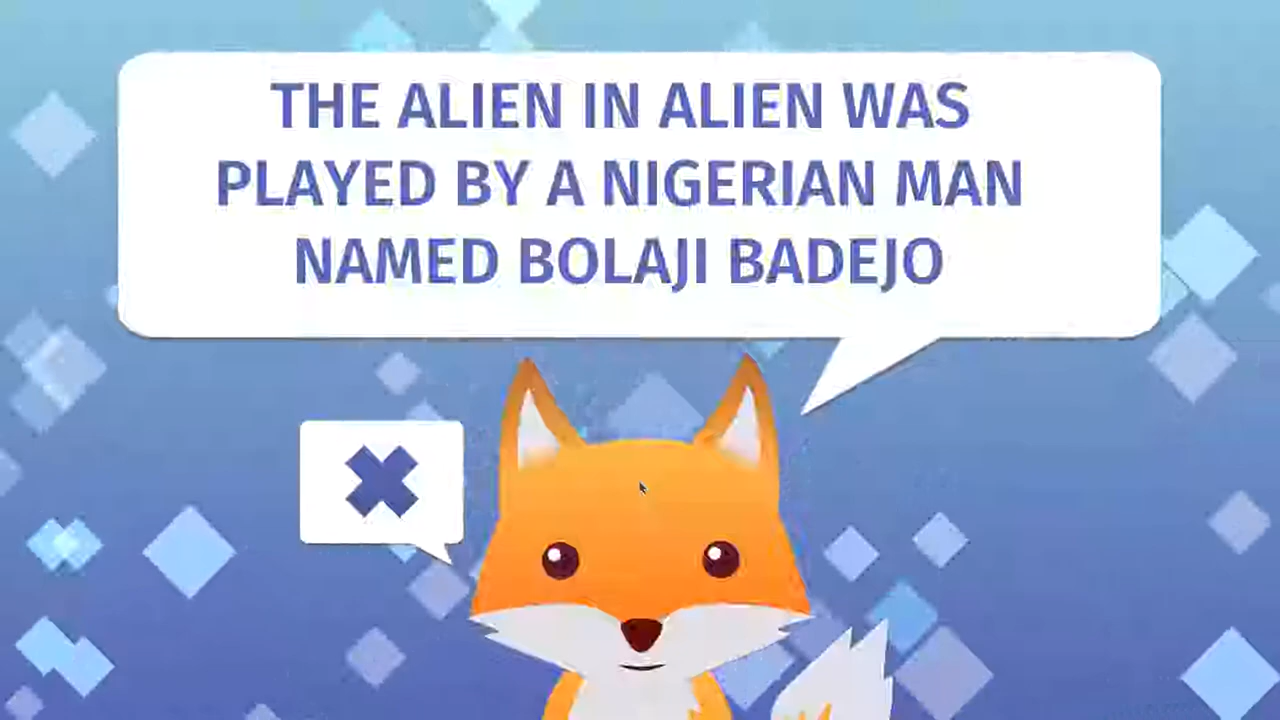 THE ALIEN IN ALIEN WAS
PLAYED BY A NIGERIAN MAN
NAMED BOLAJI BADEJO